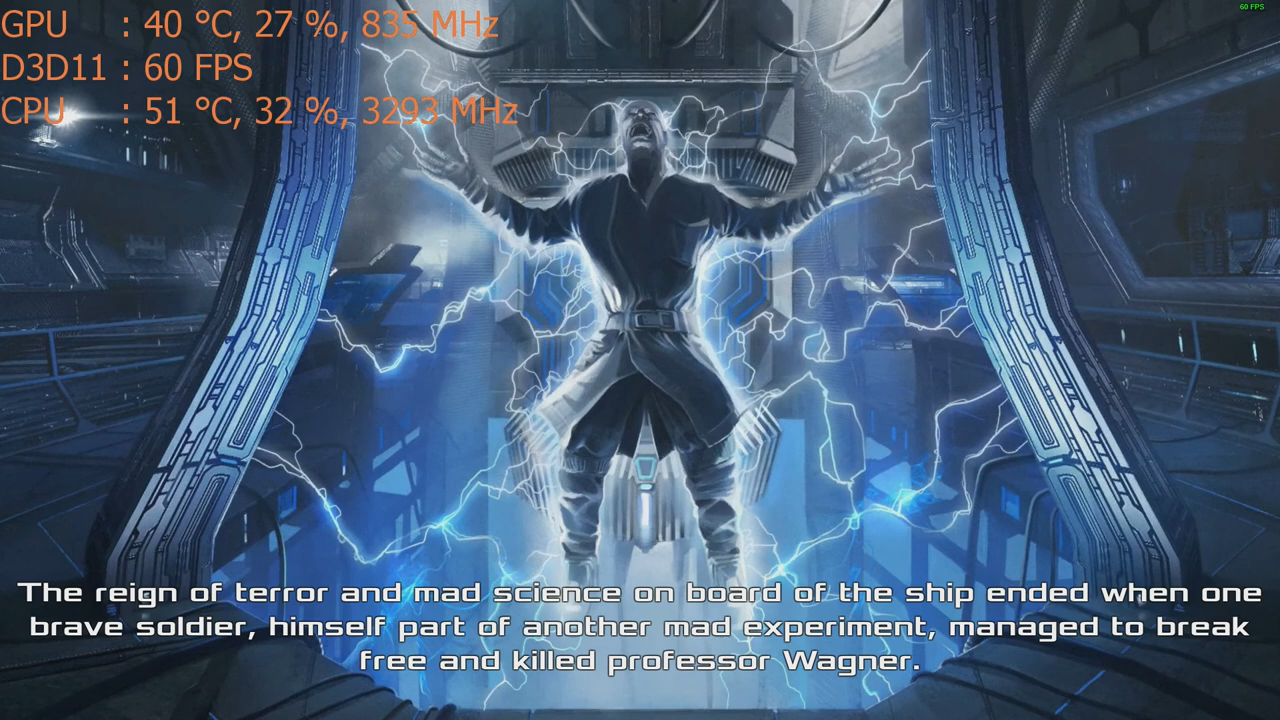 GPU : 40 °C, 27 %, 835 MHz
60 FPS
D3D11 : 60 FPS
CPU : 51 °C, 32 %, 3293 MHz
The reign of terror and mad science on board of the ship ended when one
brave soldier, himself part of another mad experiment, managed to break
free and killed professor Wagner.